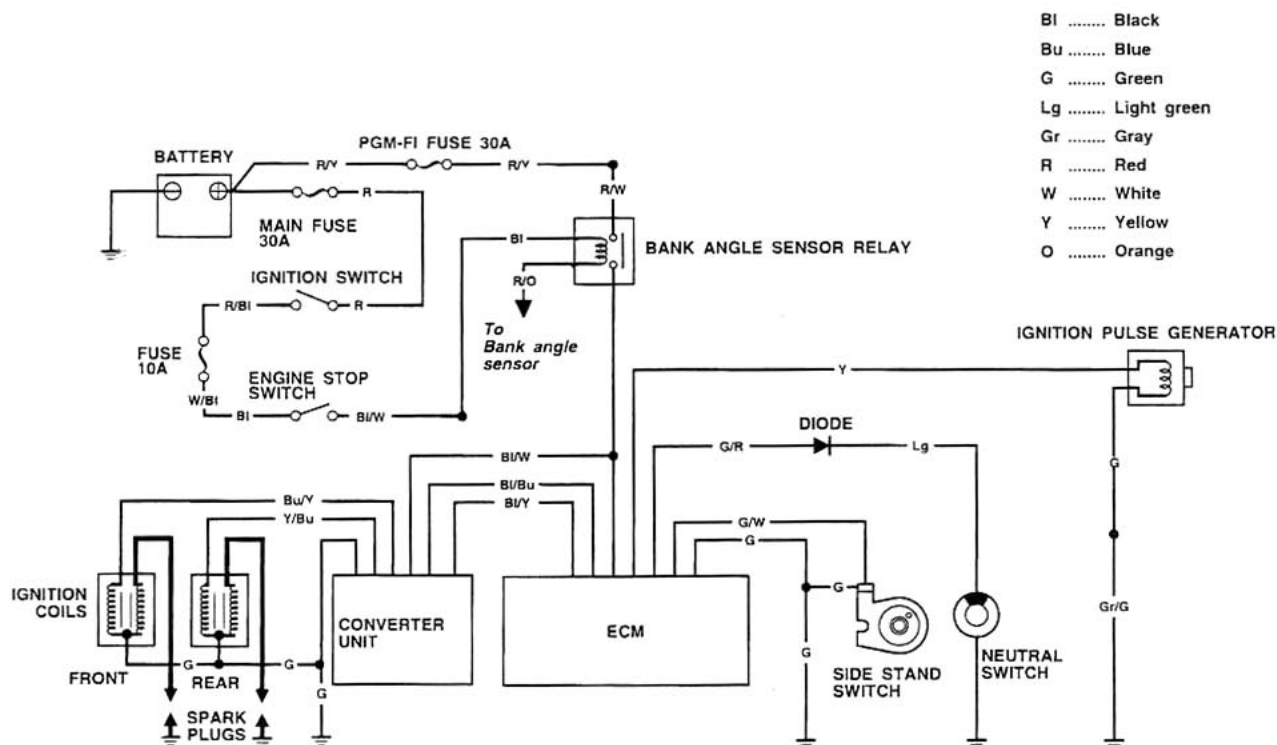 Bl ........ Black
Bu ........ Blue
G ........ Green
Lg ........ Light green
Gr ........ Gray
R ........ Red
W ........ White
Y ........ Yellow
O ........ Orange
PGM-FI FUSE 30A
BATTERY
R/Y
R/Y
R/W
R
MAIN FUSE
30A
Bl
BANK ANGLE SENSOR RELAY
IGNITION SWITCH
R/O
R/Bl
R
To
Bank angle
sensor
IGNITION PULSE GENERATOR
FUSE
10A
ENGINE STOP
SWITCH
Y
W/Bl
Bl
Bl/W
DIODE
G/R
Lg
Bl/W
G
Bl/Bu
Bu/Y
Bl/Y
Y/Bu
G/W
G
IGNITION
COILS
G
CONVERTER
UNIT
ECM
Gr/G
G
G
G
NEUTRAL
SWITCH
FRONT
REAR
SIDE STAND
SWITCH
G
SPARK
PLUGS